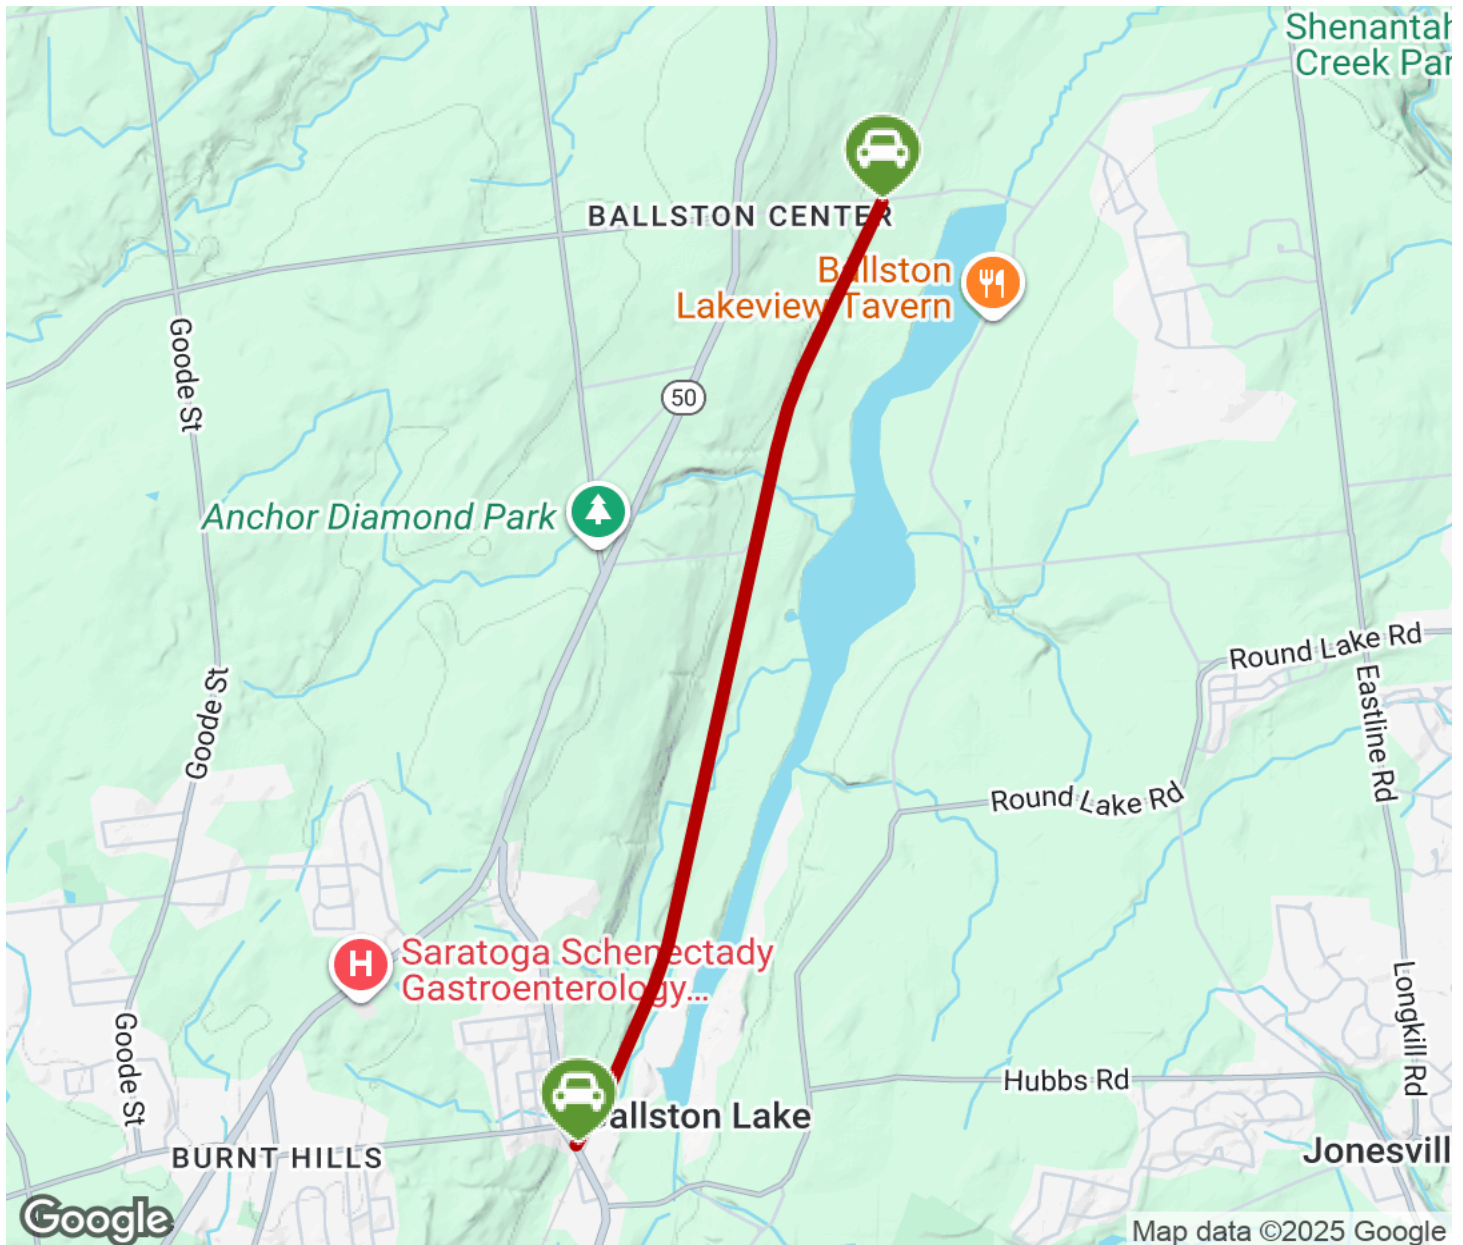 Shenantah
Creek Par
BALLSTON CENTER
Ballston
Lakeview Tavern
Goode St
50
Anchor Diamond Park
Round Lake Rd
Eastline Rd
Goode St
Round Lake Rd
Saratoga Schenectady
Gastroenterology...
H
Longkill Rd
Goode St
Hubbs Rd
allston Lake
BURNT HILLS
Jonesvill
Google
Map data ©2025 Google